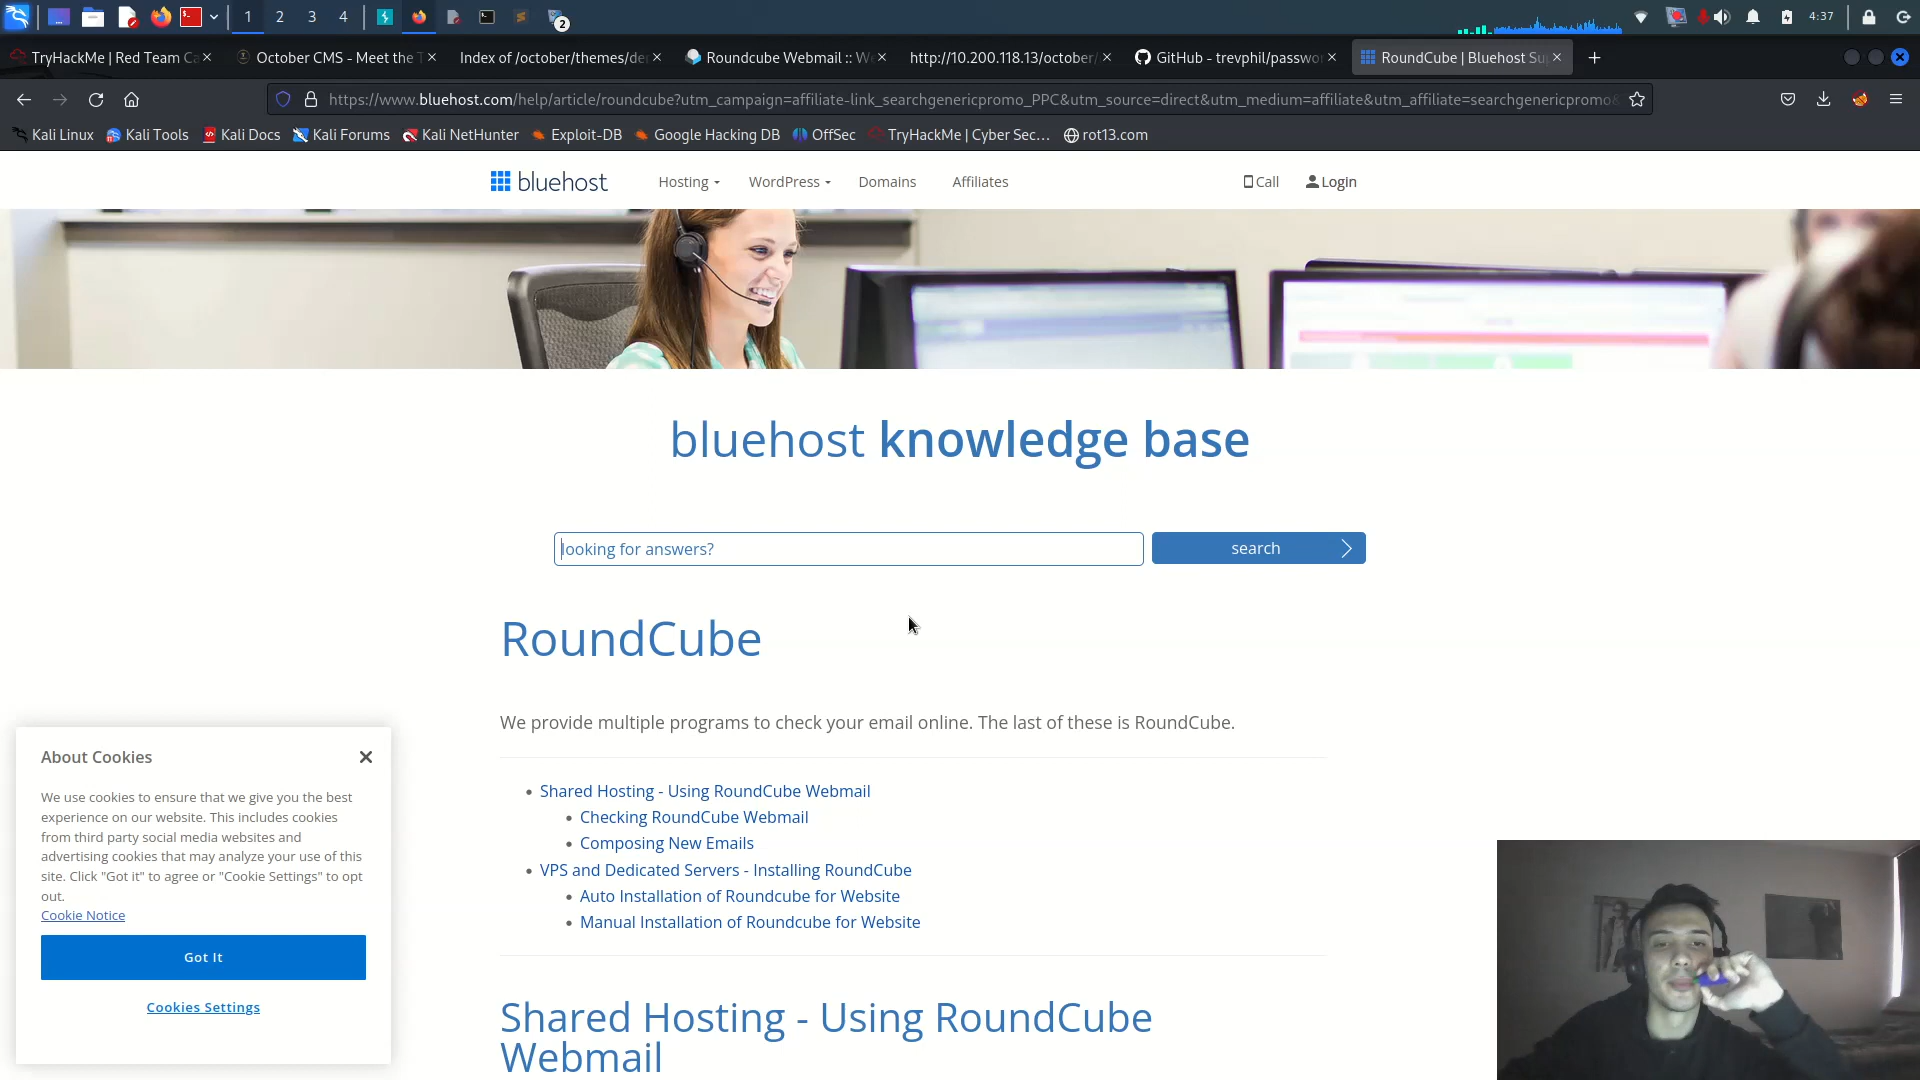 1 2 3 4 2 4:37
TryHackMe | Red Team Ca
October CMS - Meet the T
Index of /october/themes/de
Roundcube Webmail :: W
http://10.200.118.13/october/
GitHub - trevphil/passwo
RoundCube | Bluehost Su
https://www.bluehost.com/help/article/roundcube?utm_campaign=affiliate-link_searchgenericpromo_PPC&utm_source=direct&utm_medium=affiliate&utm_affiliate=searchgenericpromo&
Kali Linux Kali Tools Kali Docs Kali Forums Kali NetHunter Exploit-DB Google Hacking DB OffSec TryHackMe | Cyber Sec… rot13.com
bluehost Hosting WordPress Domains Affiliates Call Login
bluehost knowledge base
looking for answers? search
RoundCube
We provide multiple programs to check your email online. The last of these is RoundCube.
• Shared Hosting - Using RoundCube Webmail
• Checking RoundCube Webmail
• Composing New Emails
• VPS and Dedicated Servers - Installing RoundCube
• Auto Installation of Roundcube for Website
• Manual Installation of Roundcube for Website
Shared Hosting - Using RoundCube
Webmail
About Cookies
We use cookies to ensure that we give you the best
experience on our website. This includes cookies
from third party social media websites and
advertising cookies that may analyze your use of this
site. Click "Got it" to agree or "Cookie Settings" to opt
out.
Cookie Notice
Got It
Cookies Settings